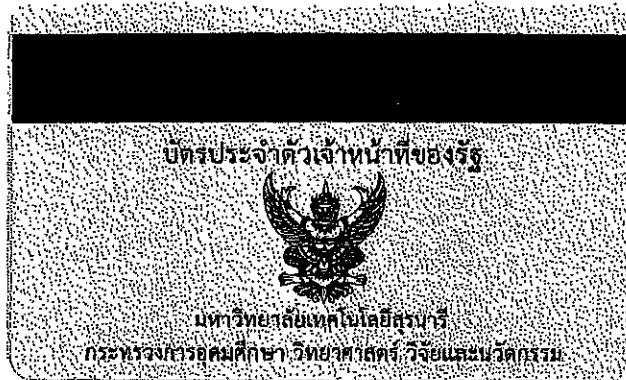 บัตรประจำตัวเจ้าหน้าที่ของรัฐ
มหาวิทยาลัยเทคโนโลยีสุรนารี
กระทรวงการอุดมศึกษา วิทยาศาสตร์ วิจัยและนวัตกรรม